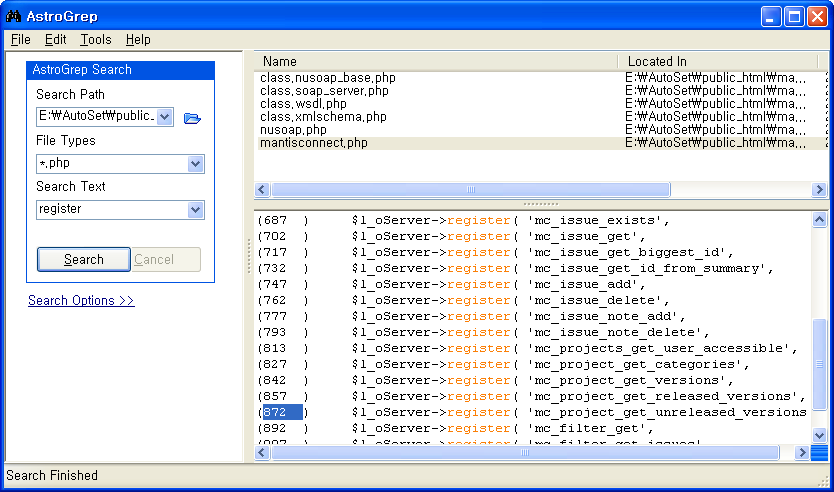 AstroGrep
File Edit Tools Help
AstroGrep Search
Search Path
E:₩AutoSet₩public_
File Types
*.php
Search Text
register
Search Cancel
Search Options >>
Name Located In
class.nusoap_base.php E:₩AutoSet₩public_html₩ma...
class.soap_server.php E:₩AutoSet₩public_html₩ma...
class.wsdl.php E:₩AutoSet₩public_html₩ma...
class.xmlschema.php E:₩AutoSet₩public_html₩ma...
nusoap.php E:₩AutoSet₩public_html₩ma...
mantisconnect.php E:₩AutoSet₩public_html₩ma...
(687 ) $l_oServer->register( 'mc_issue_exists',
(702 ) $l_oServer->register( 'mc_issue_get',
(717 ) $l_oServer->register( 'mc_issue_get_biggest_id',
(732 ) $l_oServer->register( 'mc_issue_get_id_from_summary',
(747 ) $l_oServer->register( 'mc_issue_add',
(762 ) $l_oServer->register( 'mc_issue_delete',
(777 ) $l_oServer->register( 'mc_issue_note_add',
(793 ) $l_oServer->register( 'mc_issue_note_delete',
(813 ) $l_oServer->register( 'mc_projects_get_user_accessible',
(827 ) $l_oServer->register( 'mc_project_get_categories',
(842 ) $l_oServer->register( 'mc_project_get_versions',
(857 ) $l_oServer->register( 'mc_project_get_released_versions',
(872 ) $l_oServer->register( 'mc_project_get_unreleased_versions
(892 ) $l_oServer->register( 'mc_filter_get',
$l_oServer->register( 'mc_filter_get_issues',
Search Finished